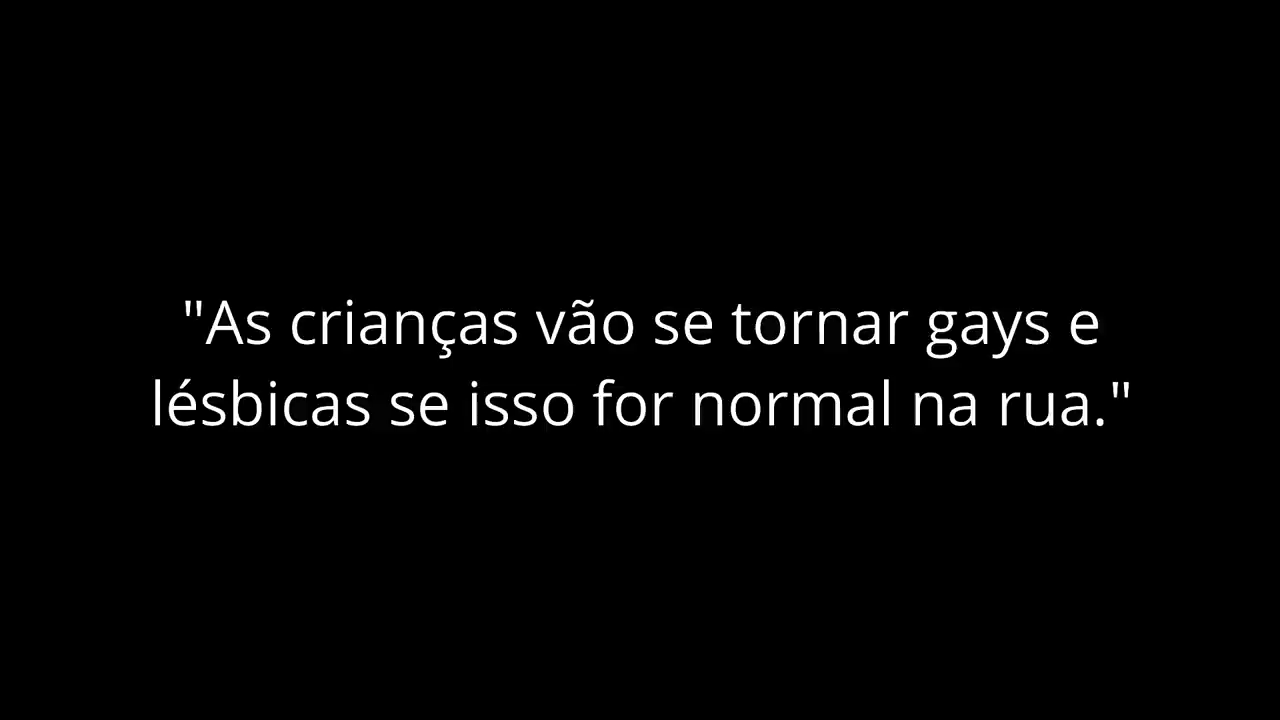 "As crianças vão se tornar gays e
lésbicas se isso for normal na rua."